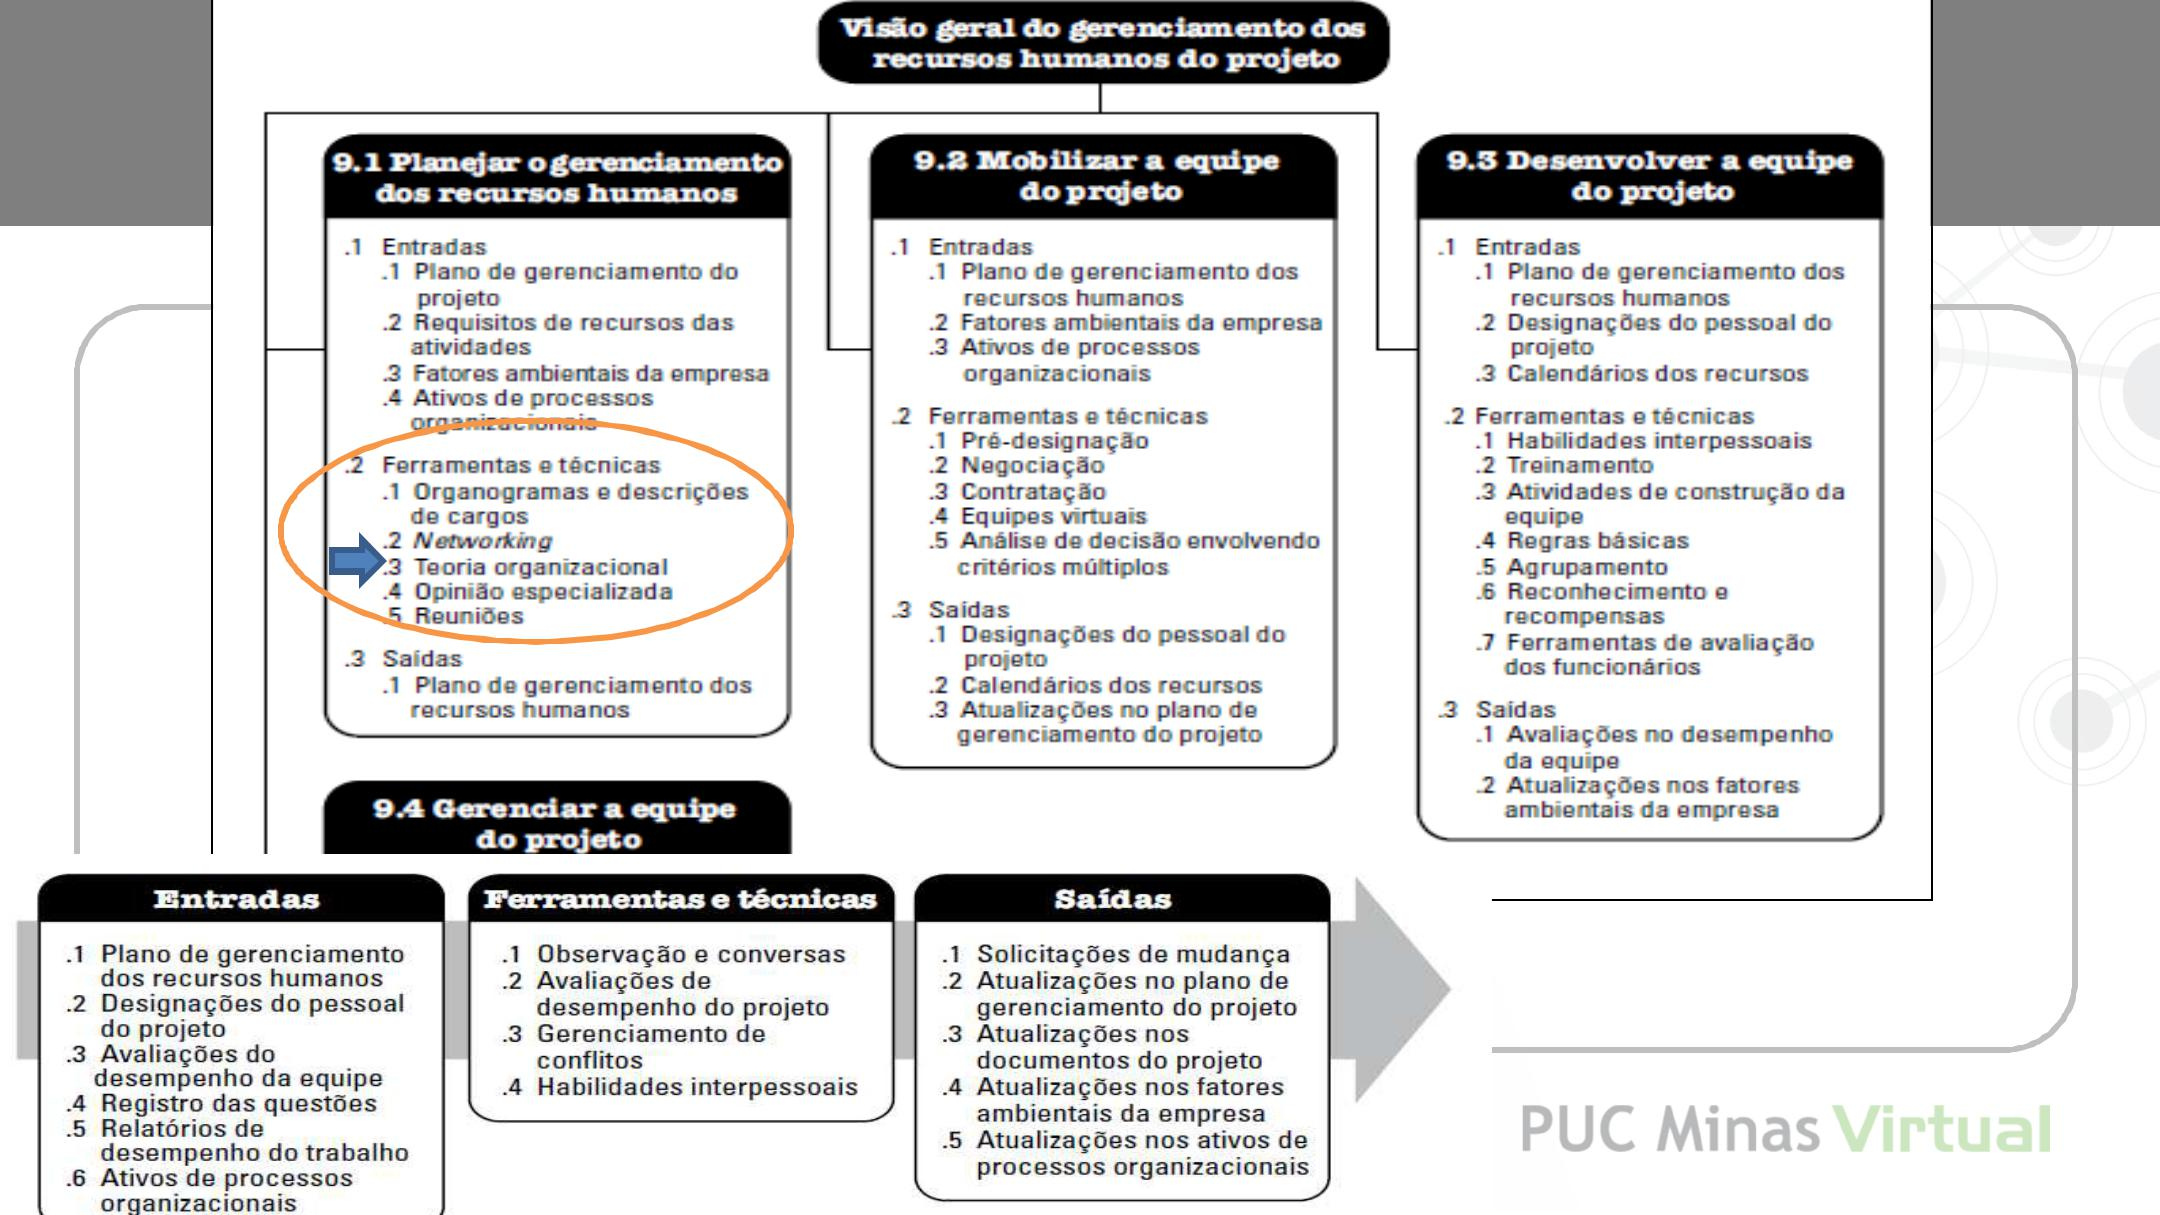 Visão geral do gerenciamento dos
recursos humanos do projeto
9.1 Planejar o gerenciamento
dos recursos humanos
.1 Entradas
.1 Plano de gerenciamento do
projeto
.2 Requisitos de recursos das
atividades
.3 Fatores ambientais da empresa
.4 Ativos de processos
organizacionais
.2 Ferramentas e técnicas
.1 Organogramas e descrições
de cargos
.2 Networking
.3 Teoria organizacional
.4 Opinião especializada
.5 Reuniões
.3 Saídas
.1 Plano de gerenciamento dos
recursos humanos
9.2 Mobilizar a equipe
do projeto
.1 Entradas
.1 Plano de gerenciamento dos
recursos humanos
.2 Fatores ambientais da empresa
.3 Ativos de processos
organizacionais
.2 Ferramentas e técnicas
.1 Pré-designação
.2 Negociação
.3 Contratação
.4 Equipes virtuais
.5 Análise de decisão envolvendo
critérios múltiplos
.3 Saídas
.1 Designações do pessoal do
projeto
.2 Calendários dos recursos
.3 Atualizações no plano de
gerenciamento do projeto
9.3 Desenvolver a equipe
do projeto
.1 Entradas
.1 Plano de gerenciamento dos
recursos humanos
.2 Designações do pessoal do
projeto
.3 Calendários dos recursos
.2 Ferramentas e técnicas
.1 Habilidades interpessoais
.2 Treinamento
.3 Atividades de construção da
equipe
.4 Regras básicas
.5 Agrupamento
.6 Reconhecimento e
recompensas
.7 Ferramentas de avaliação
dos funcionários
.3 Saídas
.1 Avaliações no desempenho
da equipe
.2 Atualizações nos fatores
ambientais da empresa
9.4 Gerenciar a equipe
do projeto
Entradas
.1 Plano de gerenciamento
dos recursos humanos
.2 Designações do pessoal
do projeto
.3 Avaliações do
desempenho da equipe
.4 Registro das questões
.5 Relatórios de
desempenho do trabalho
.6 Ativos de processos
organizacionais
Ferramentas e técnicas
.1 Observação e conversas
.2 Avaliações de
desempenho do projeto
.3 Gerenciamento de
conflitos
.4 Habilidades interpessoais
Saídas
.1 Solicitações de mudança
.2 Atualizações no plano de
gerenciamento do projeto
.3 Atualizações nos
documentos do projeto
.4 Atualizações nos fatores
ambientais da empresa
.5 Atualizações nos ativos de
processos organizacionais
PUC Minas Virtual